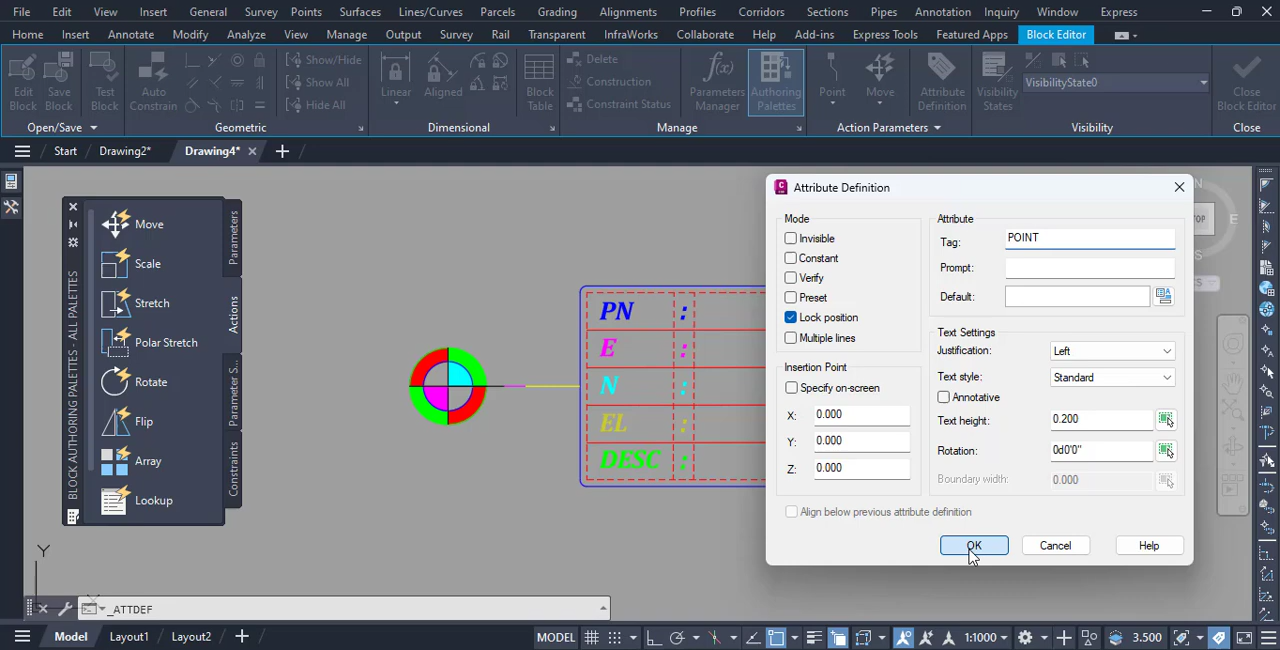 File Edit View Insert General Survey Points Surfaces Lines/Curves Parcels Grading Alignments Profiles Corridors Sections Pipes Annotation Inquiry Window Express
Home Insert Annotate Modify Analyze View Manage Output Survey Rail Transparent InfraWorks Collaborate Help Add-ins Express Tools Featured Apps Block Editor
Edit Block
Save Block
Test Block
Auto Constrain
Show/Hide
Show All
Hide All
Linear
Aligned
Block Table
Delete
Construction
Constraint Status
Parameters Manager
Authoring Palettes
Point
Move
Attribute Definition
Visibility States
VisibilityState0
Close Block Editor
Open/Save
Geometric
Dimensional
Manage
Action Parameters
Visibility
Close
Start Drawing2* Drawing4*
BLOCK AUTHORING PALETTES - ALL PALETTES
Move
Scale
Stretch
Polar Stretch
Rotate
Flip
Array
Lookup
Parameters
Actions
Parameter S...
Constraints
PN :
E :
N :
EL :
DESC :
Attribute Definition
Mode
Invisible
Constant
Verify
Preset
Lock position
Multiple lines
Insertion Point
Specify on-screen
X: 0.000
Y: 0.000
Z: 0.000
Attribute
Tag: POINT
Prompt:
Default:
Text Settings
Justification: Left
Text style: Standard
Annotative
Text height: 0.200
Rotation: 0d0'0"
Boundary width: 0.000
Align below previous attribute definition
OK Cancel Help
N
E
S
Y
_ATTDEF
Model Layout1 Layout2
MODEL
1:1000
3.500